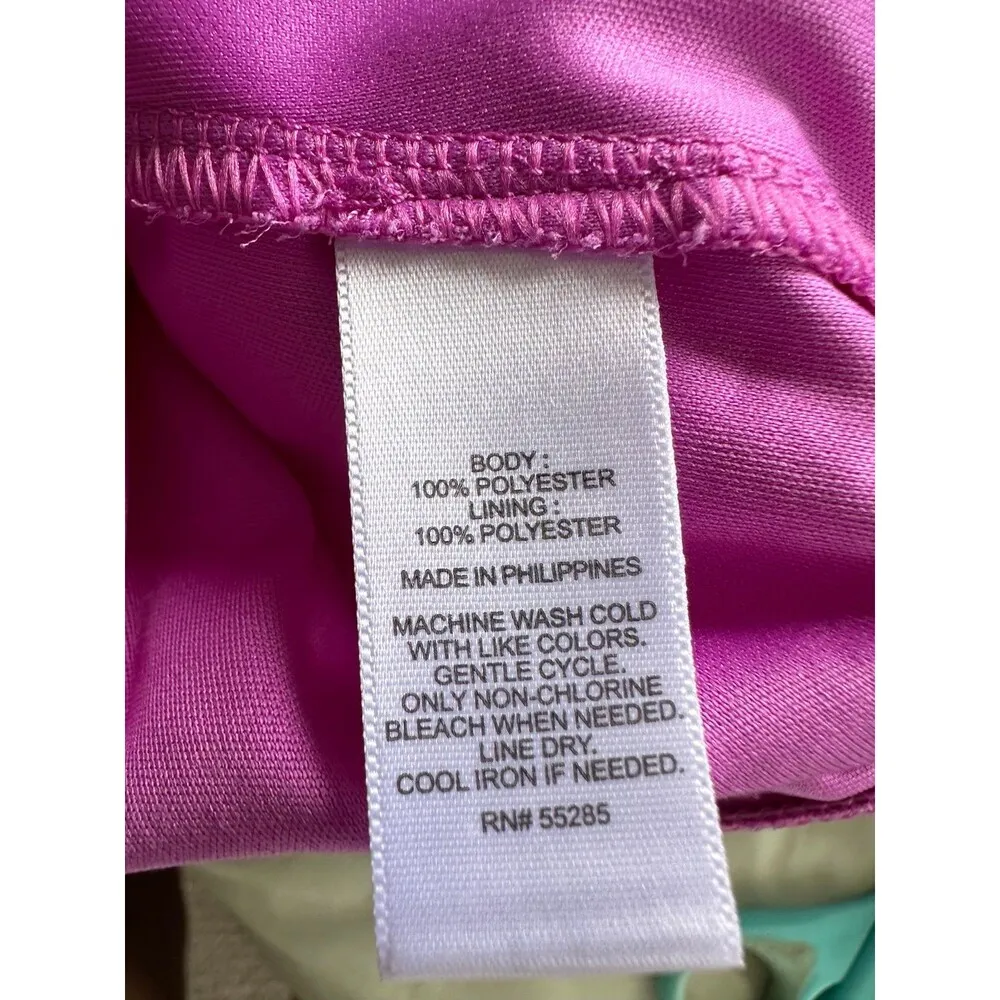 BODY :
100% POLYESTER
LINING :
100% POLYESTER
MADE IN PHILIPPINES
MACHINE WASH COLD
WITH LIKE COLORS.
GENTLE CYCLE.
ONLY NON-CHLORINE
BLEACH WHEN NEEDED.
LINE DRY.
COOL IRON IF NEEDED.
RN# 55285